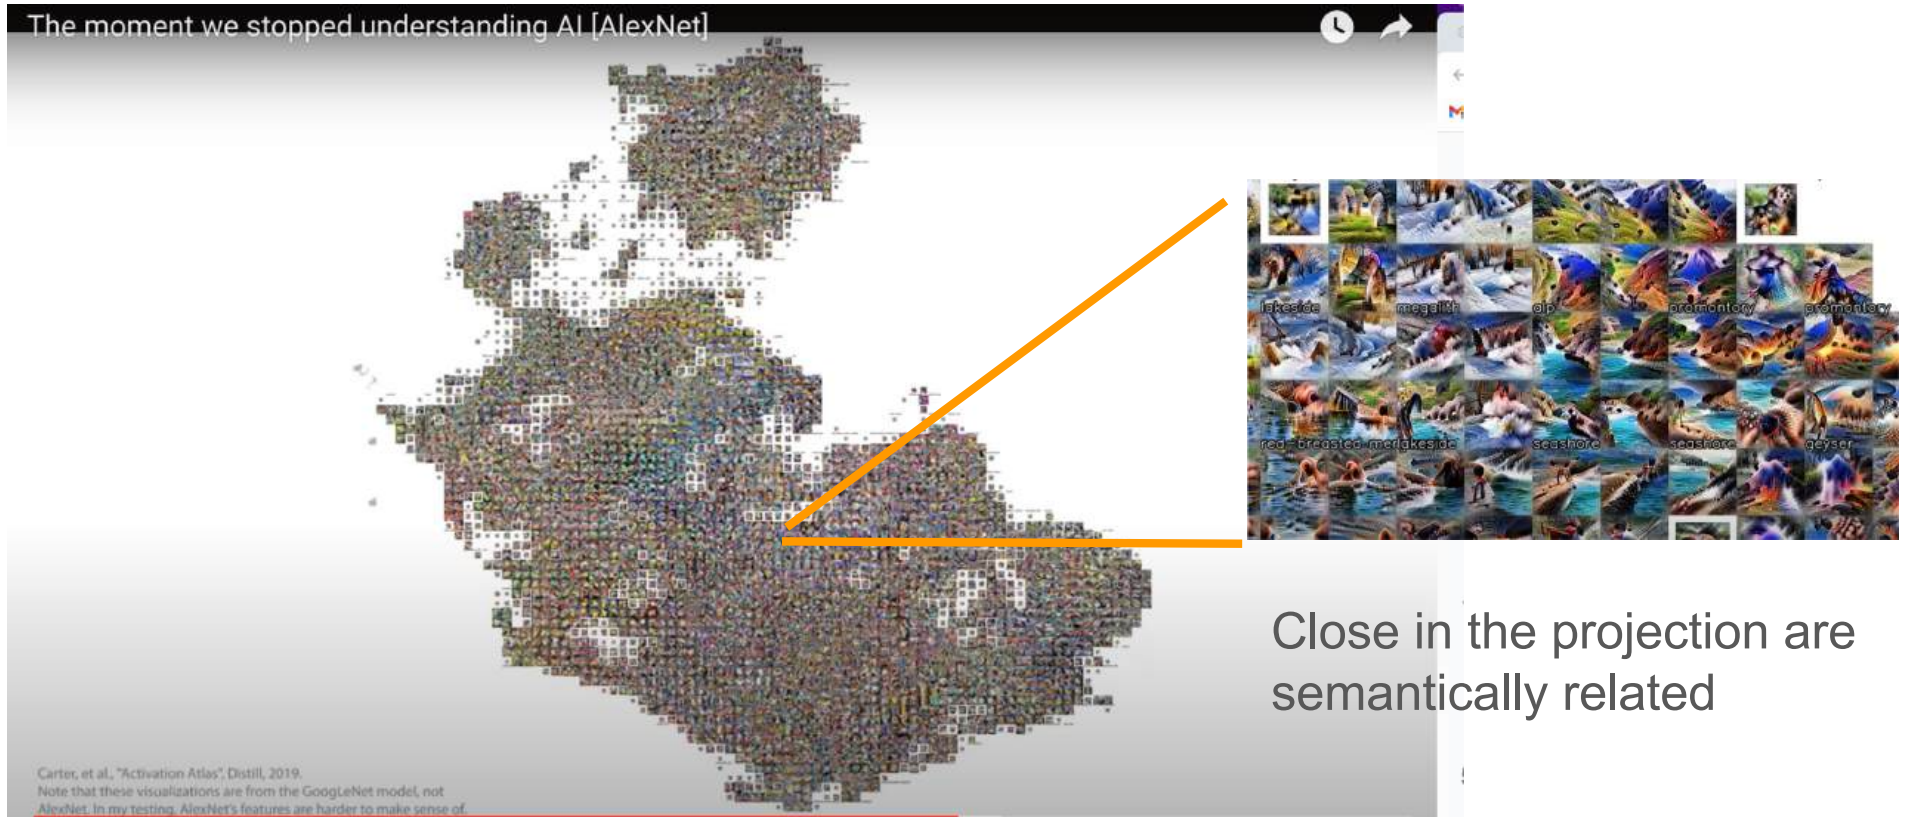 The moment we stopped understanding AI [AlexNet]
lakeside megalith alp promontory promontory
red-breasted merlakeside seashore seashore geyser
Close in the projection are
semantically related
Carter, et al., "Activation Atlas", Distill, 2019.
Note that these visualizations are from the GoogLeNet model, not
AlexNet. In my testing, AlexNet's features are harder to make sense of.